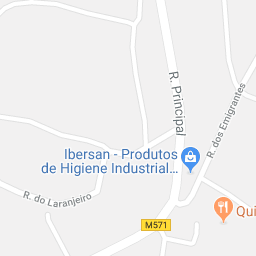 R. Principal
R. dos Emigrantes
Ibersan - Produtos
de Higiene Industrial...
R. do Laranjeiro
M571
Qui